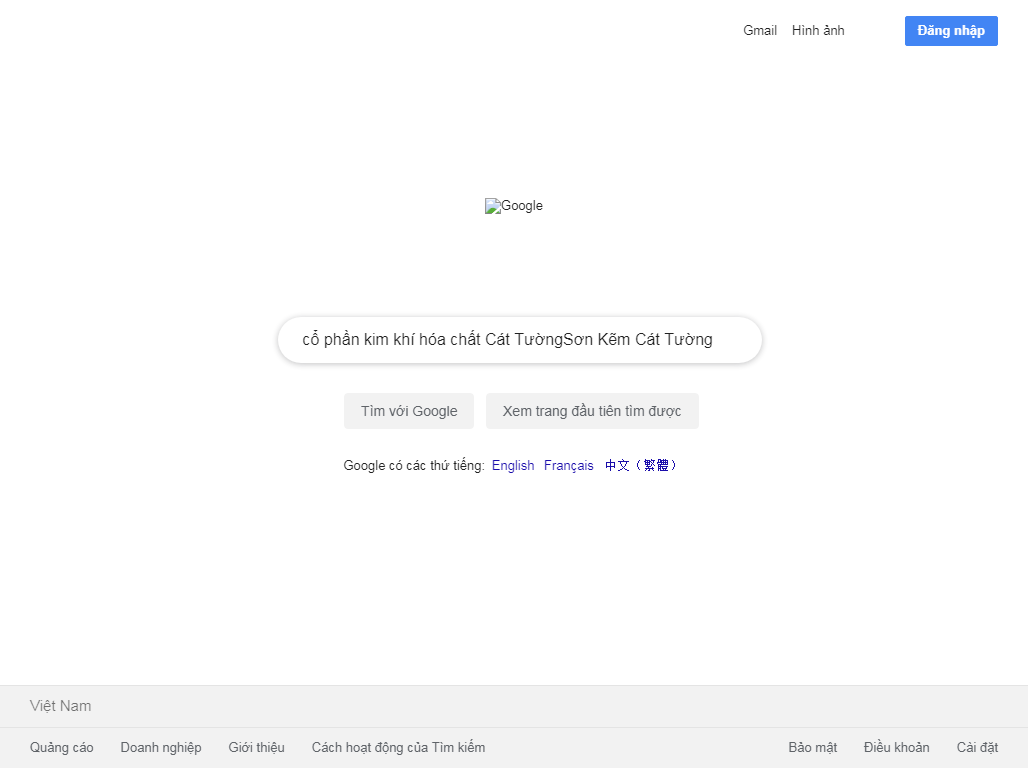 Gmail Hình ảnh Đăng nhập
Google
cổ phần kim khí hóa chất Cát TườngSơn Kẽm Cát Tường
Tìm với Google Xem trang đầu tiên tìm được
Google có các thứ tiếng: English Français 中文（繁體）
Việt Nam
Quảng cáo Doanh nghiệp Giới thiệu Cách hoạt động của Tìm kiếm Bảo mật Điều khoản Cài đặt